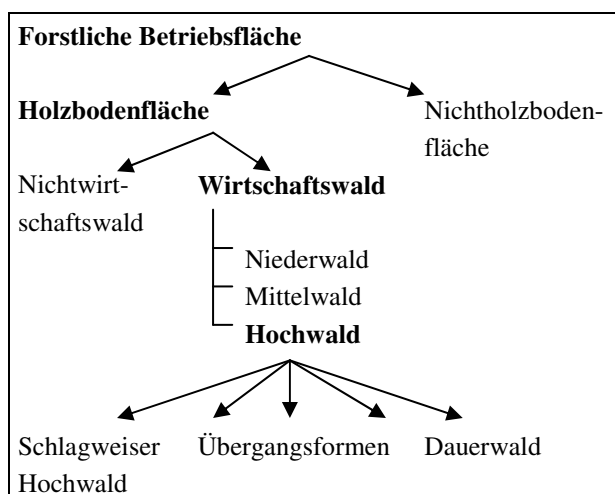 Forstliche Betriebsfläche
Holzbodenfläche
Nichtholzboden-
fläche
Nichtwirt-
schaftswald
Wirtschaftswald
Niederwald
Mittelwald
Hochwald
Schlagweiser
Hochwald
Übergangsformen
Dauerwald